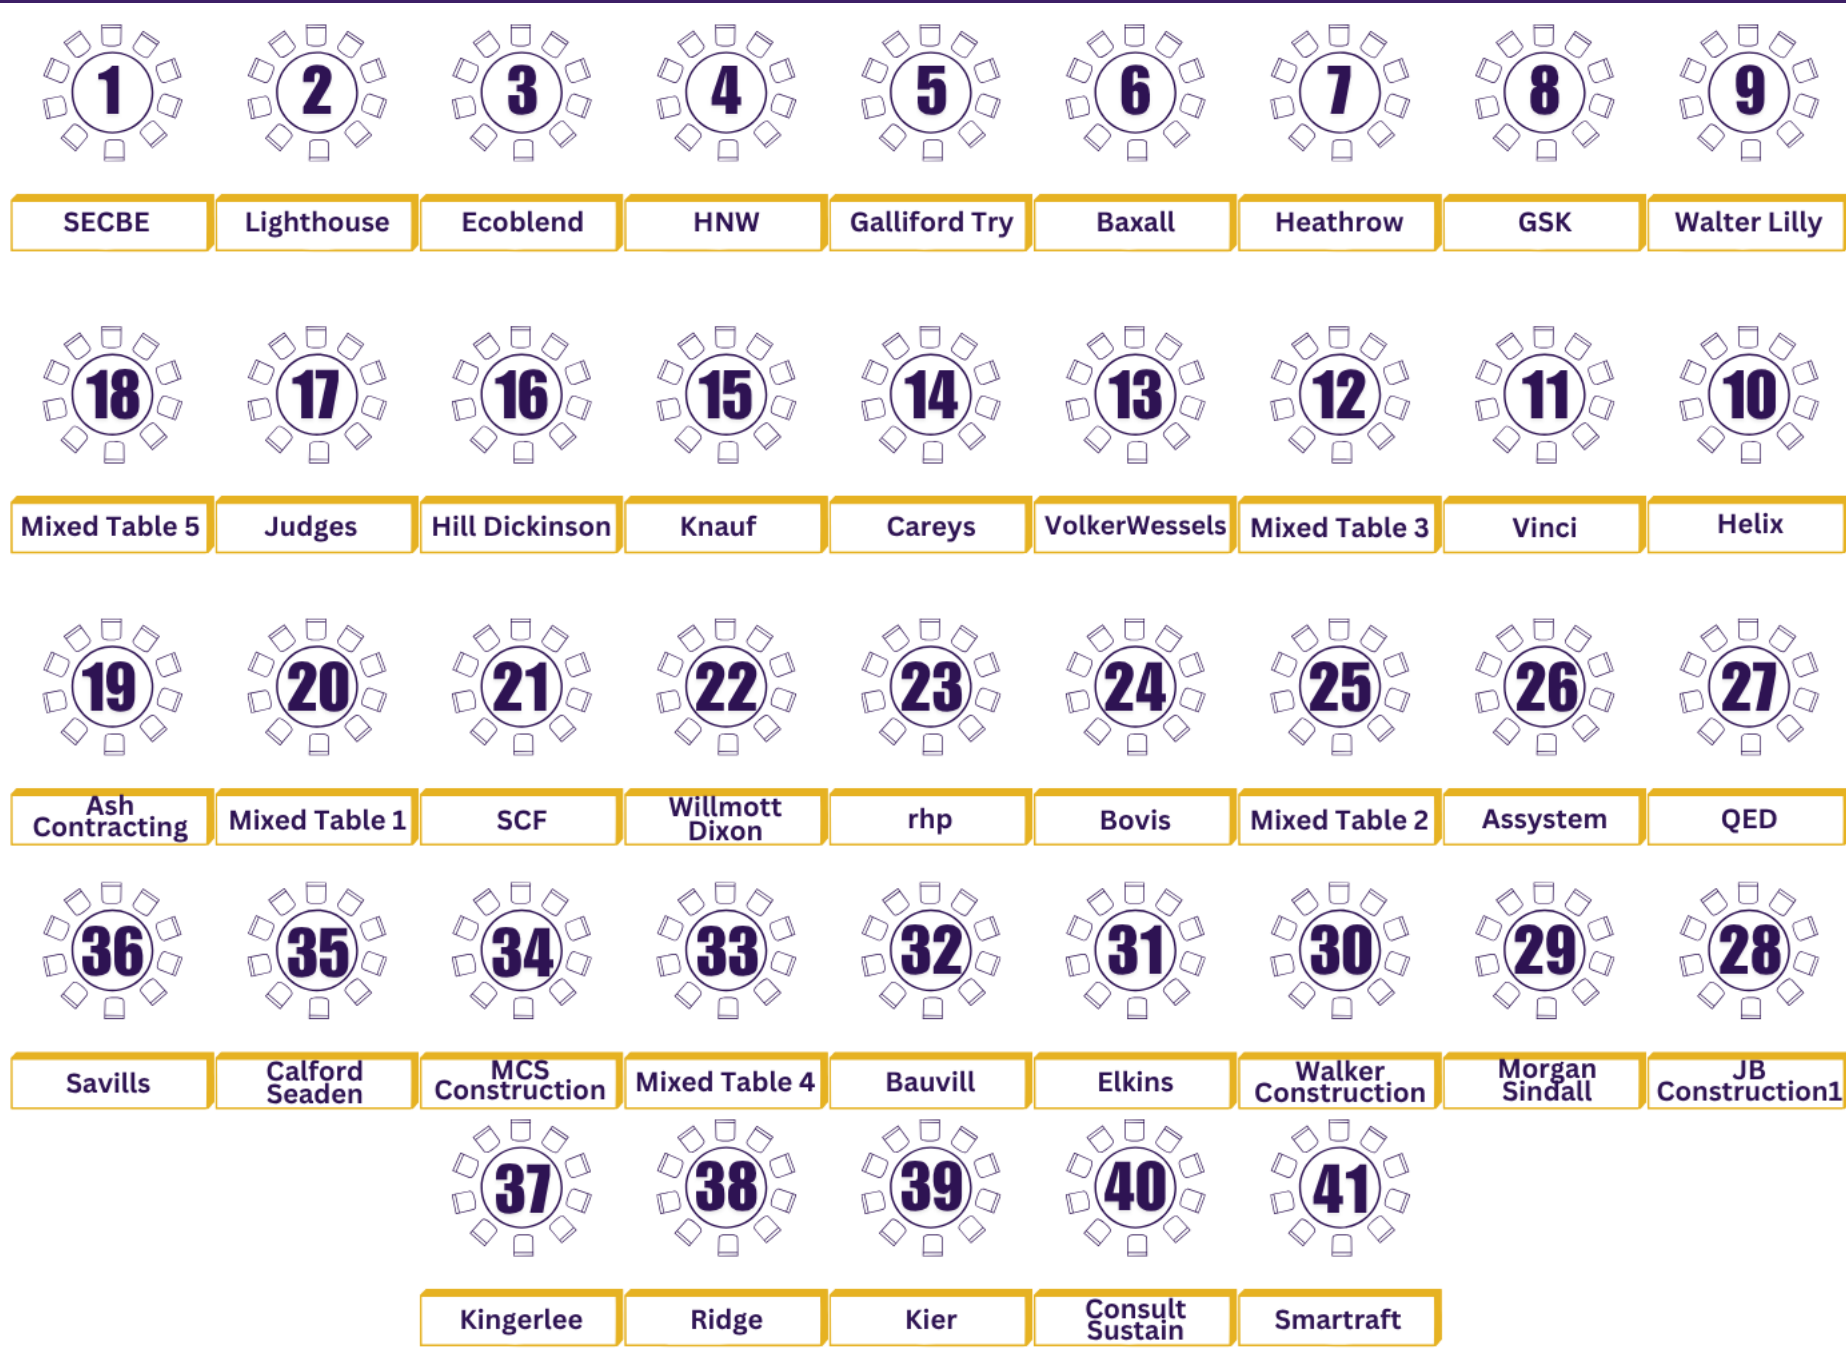 1 2 3 4 5 6 7 8 9
SECBE Lighthouse Ecoblend HNW Galliford Try Baxall Heathrow GSK Walter Lilly
18 17 16 15 14 13 12 11 10
Mixed Table 5 Judges Hill Dickinson Knauf Careys VolkerWessels Mixed Table 3 Vinci Helix
19 20 21 22 23 24 25 26 27
Ash
Contracting
Mixed Table 1
SCF
Willmott
Dixon
rhp
Bovis
Mixed Table 2
Assystem
QED
36 35 34 33 32 31 30 29 28
Savills
Calford
Seaden
MCS
Construction
Mixed Table 4
Bauvill
Elkins
Walker
Construction
Morgan
Sindall
JB
Construction1
37 38 39 40 41
Kingerlee
Ridge
Kier
Consult
Sustain
Smartraft